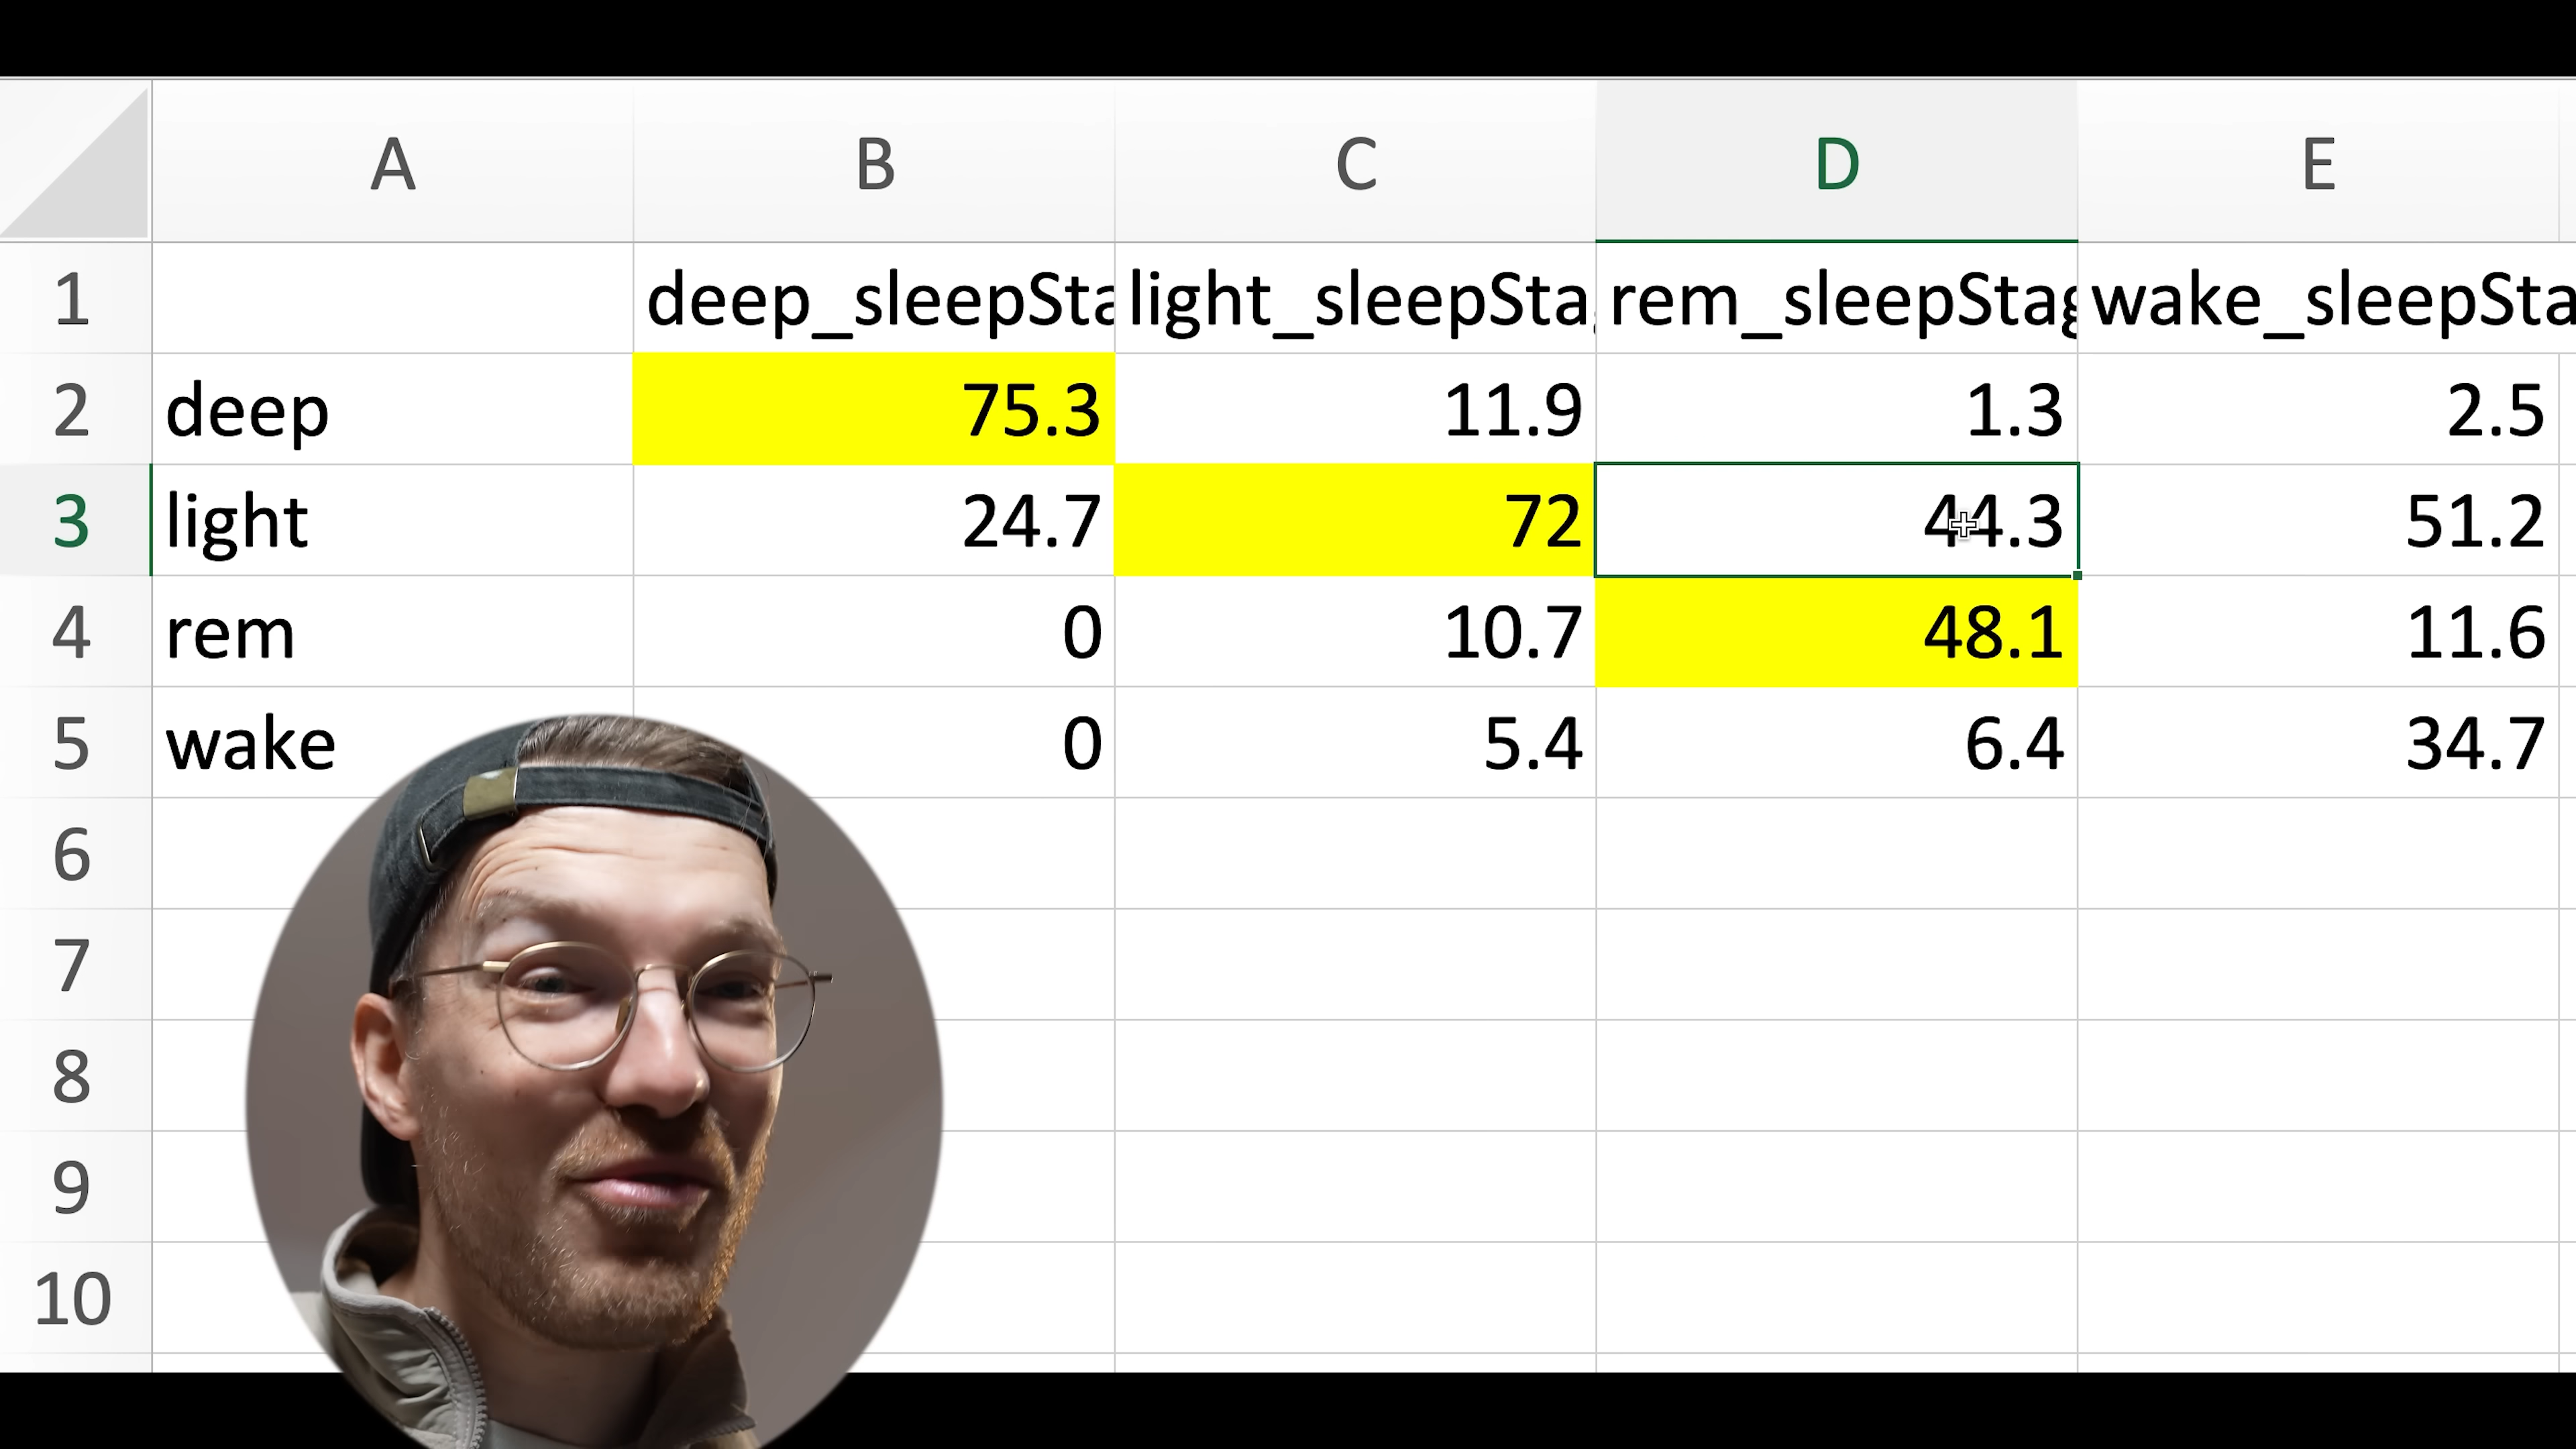 A B C D E
1 deep_sleepSta light_sleepSta rem_sleepStag wake_sleepSta
2 deep 75.3 11.9 1.3 2.5
3 light 24.7 72 44.3 51.2
4 rem 0 10.7 48.1 11.6
5 wake 0 5.4 6.4 34.7
6
7
8
9
10